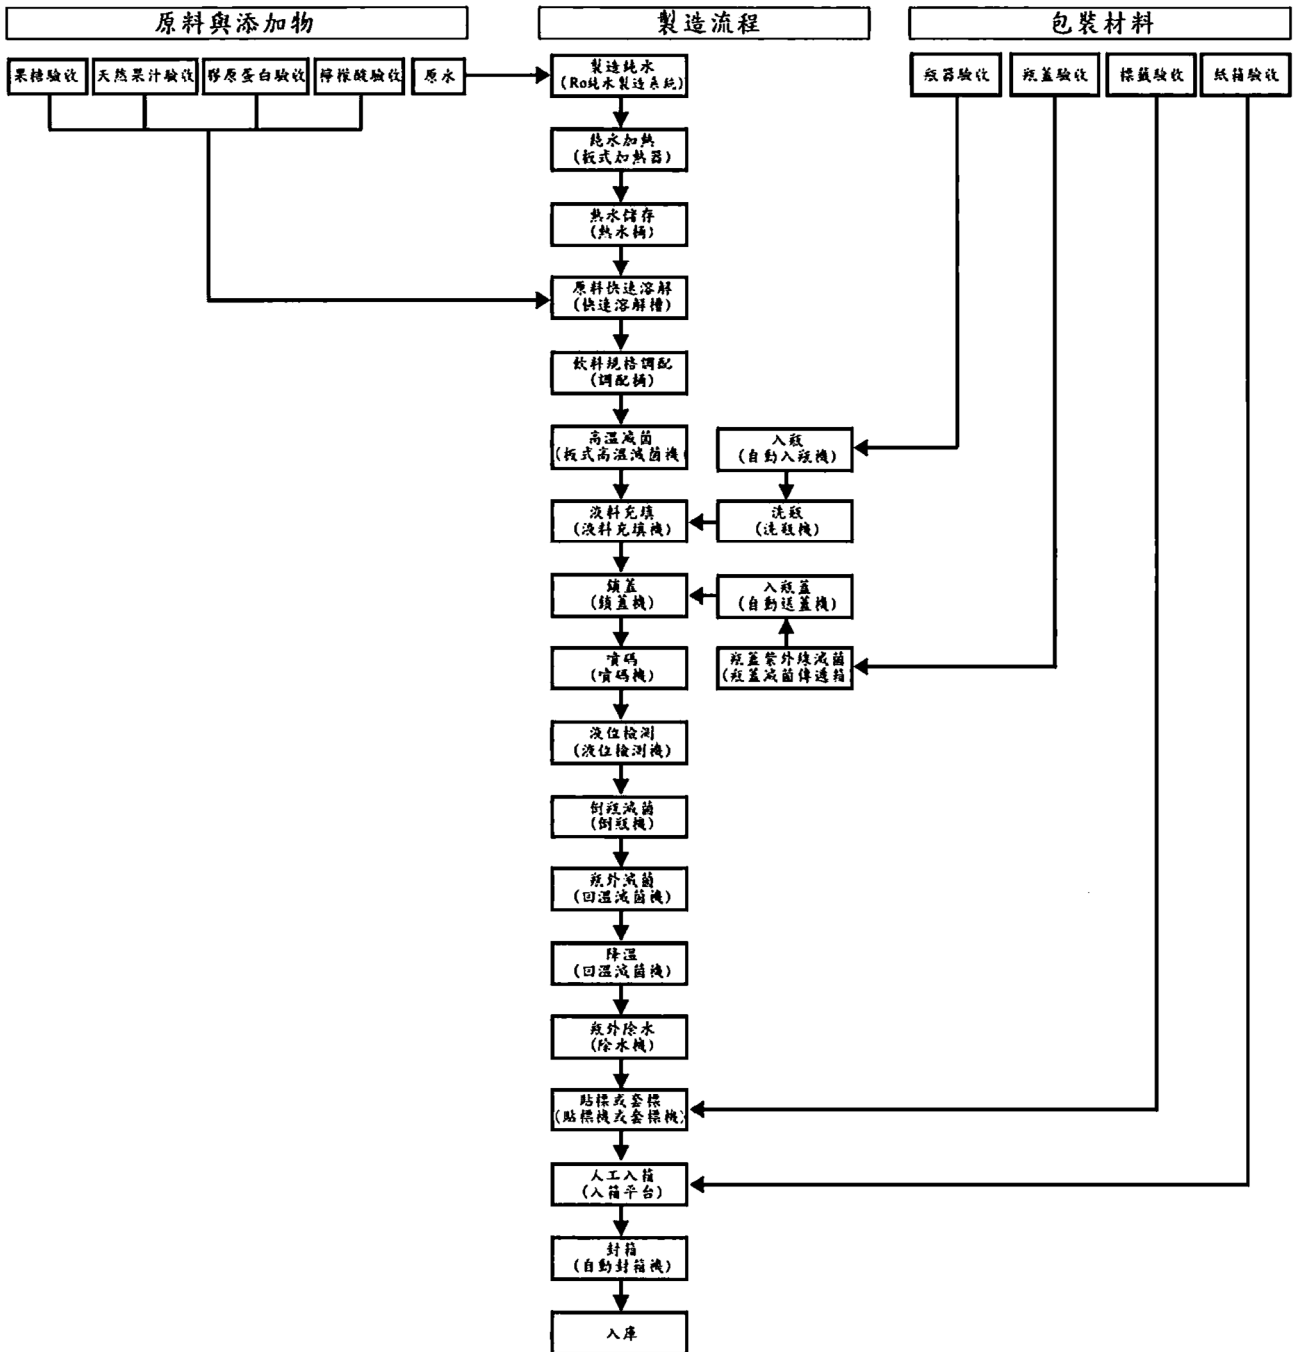 原料與添加物
製造流程
包裝材料
果糖驗收
天然果汁驗收
膠原蛋白驗收
檸檬酸驗收
原水
製造純水
(Ro純水製造系統)
瓶器驗收
瓶蓋驗收
標籤驗收
紙箱驗收
純水加熱
(板式加熱器)
熱水儲存
(熱水桶)
原料快速溶解
(快速溶解槽)
飲料規格調配
(調配桶)
高溫滅菌
(板式高溫滅菌機)
入瓶
(自動入瓶機)
液料充填
(液料充填機)
洗瓶
(洗瓶機)
鎖蓋
(鎖蓋機)
入瓶蓋
(自動送蓋機)
噴碼
(噴碼機)
瓶蓋紫外線滅菌
(瓶蓋滅菌傳遞箱
液位檢測
(液位檢測機)
倒瓶滅菌
(倒瓶機)
瓶外滅菌
(回溫滅菌機)
降溫
(回溫滅菌機)
瓶外除水
(除水機)
貼標或套標
(貼標機或套標機)
人工入箱
(入箱平台)
封箱
(自動封箱機)
入庫